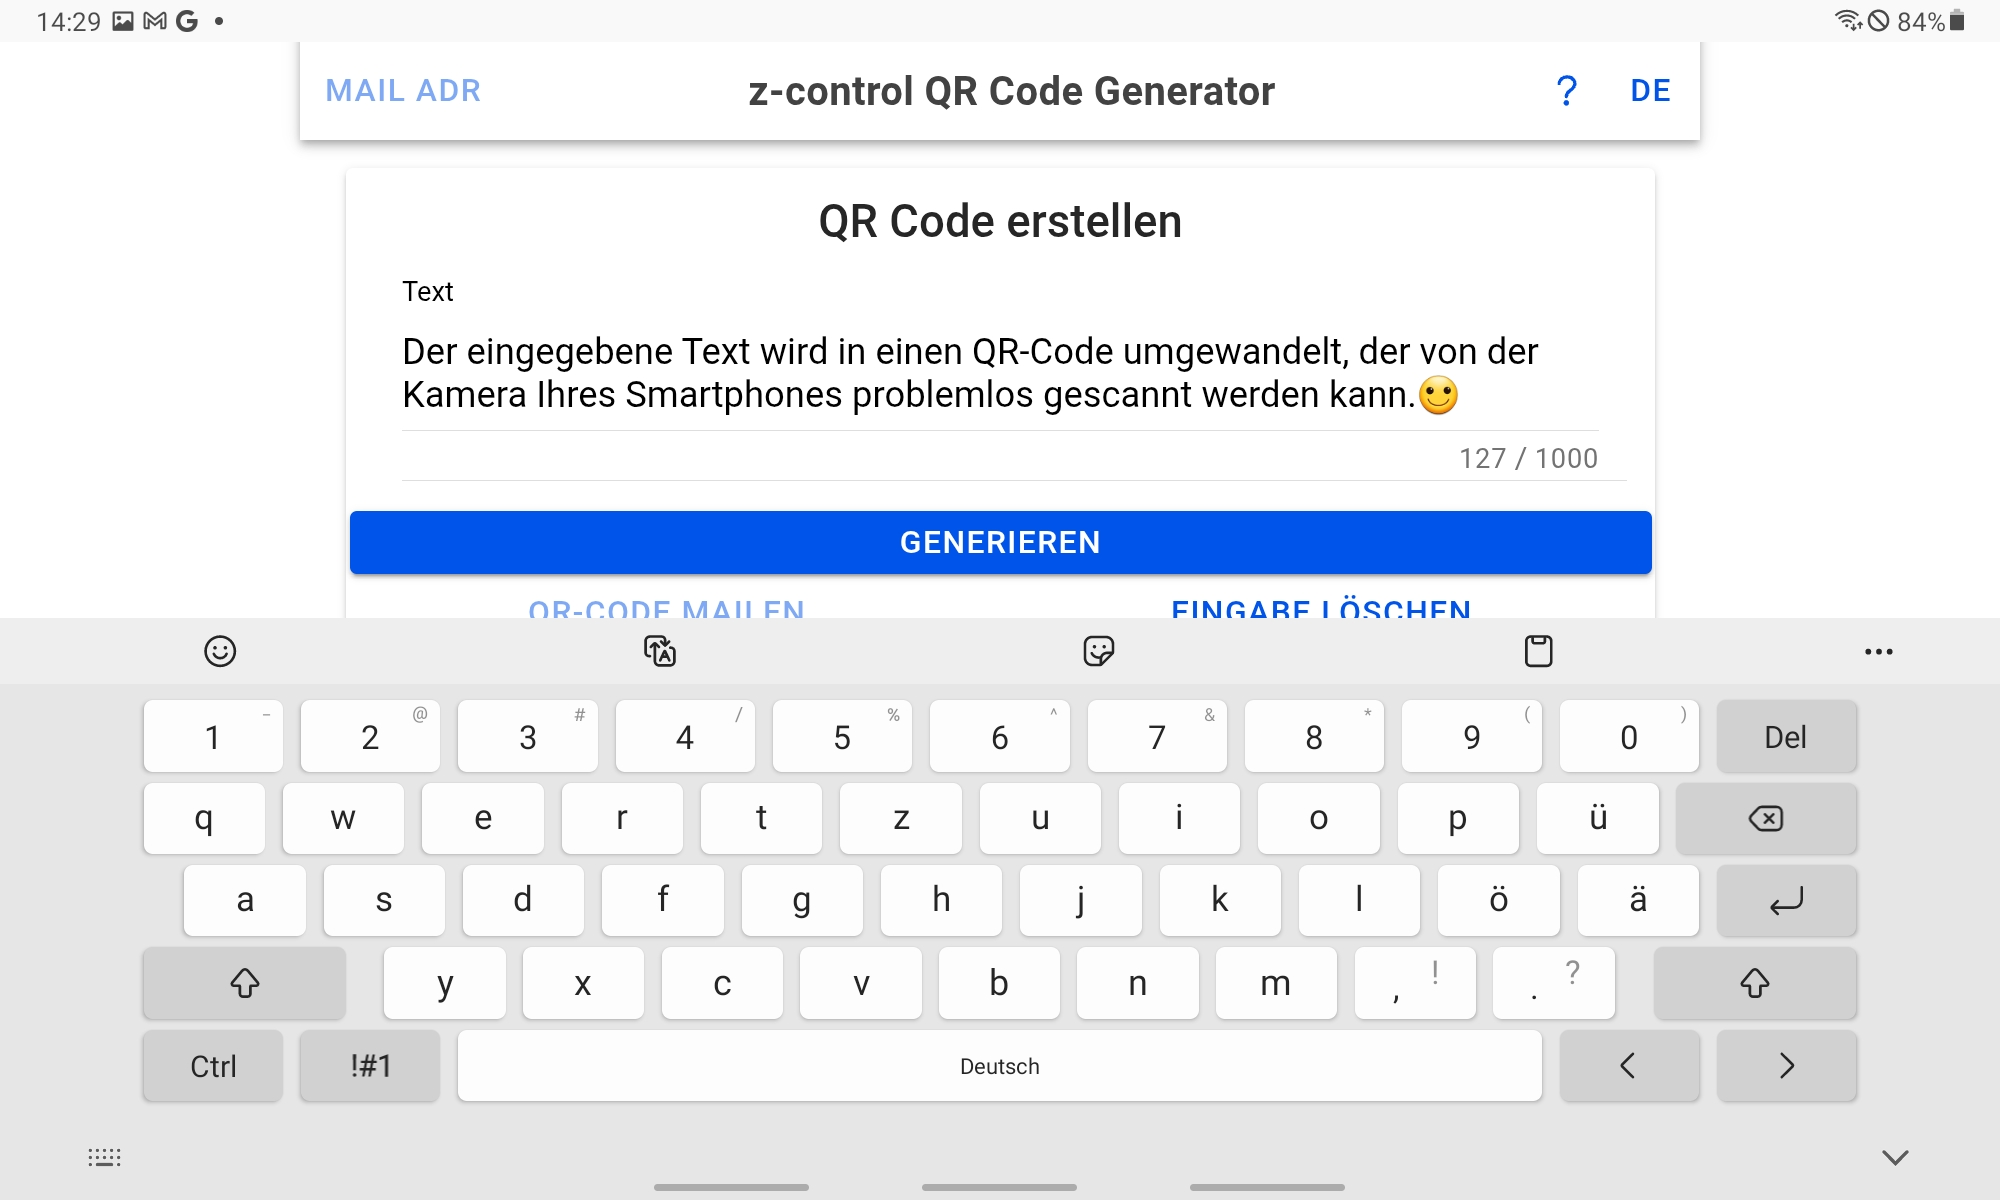 14:29 84%
MAIL ADR z-control QR Code Generator ? DE
QR Code erstellen
Text
Der eingegebene Text wird in einen QR-Code umgewandelt, der von der
Kamera Ihres Smartphones problemlos gescannt werden kann.😊
127 / 1000
GENERIEREN
QR-CODE MAILEN EINGABE LÖSCHEN
1 − 2 @ 3 # 4 / 5 % 6 ^ 7 & 8 * 9 ( 0 ) Del
q w e r t z u i o p ü
a s d f g h j k l ö ä
y x c v b n m , ! . ?
Ctrl !#1 Deutsch < >